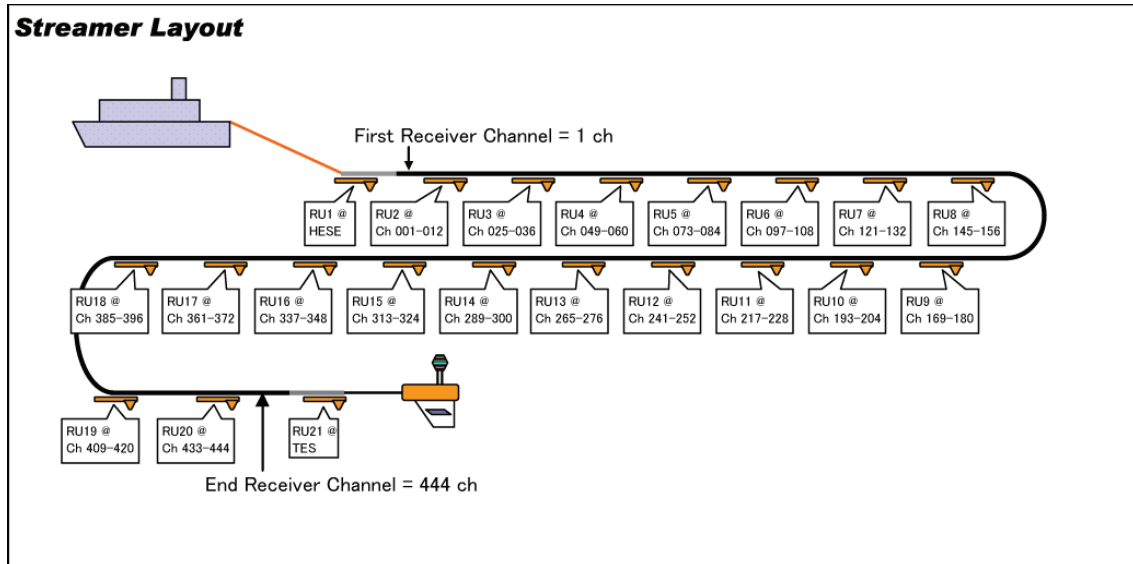 Streamer Layout
First Receiver Channel = 1 ch
RU1 @
HESE
RU2 @
Ch 001-012
RU3 @
Ch 025-036
RU4 @
Ch 049-060
RU5 @
Ch 073-084
RU6 @
Ch 097-108
RU7 @
Ch 121-132
RU8 @
Ch 145-156
RU18 @
Ch 385-396
RU17 @
Ch 361-372
RU16 @
Ch 337-348
RU15 @
Ch 313-324
RU14 @
Ch 289-300
RU13 @
Ch 265-276
RU12 @
Ch 241-252
RU11 @
Ch 217-228
RU10 @
Ch 193-204
RU9 @
Ch 169-180
RU19 @
Ch 409-420
RU20 @
Ch 433-444
RU21 @
TES
End Receiver Channel = 444 ch